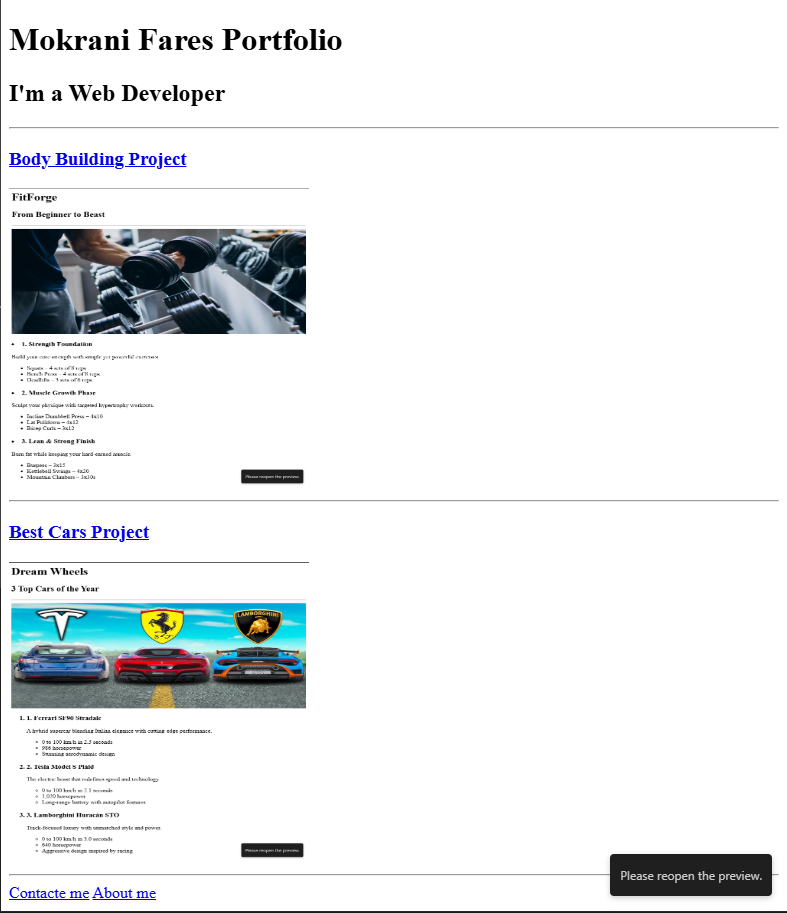 Mokrani Fares Portfolio
I'm a Web Developer
Body Building Project
FitForge
From Beginner to Beast
1. Strength Foundation
Build your core strength with simple yet powerful exercises
Squats – 4 sets of 8 reps
Bench Press – 4 sets of 8 reps
Deadlifts – 3 sets of 6 reps
2. Muscle Growth Phase
Sculpt your physique with targeted hypertrophy workouts.
Incline Dumbbell Press – 4x10
Lat Pulldown – 4x12
Bicep Curls – 3x12
3. Lean & Strong Finish
Burn fat while keeping your hard-earned muscle.
Burpees – 3x15
Kettlebell Swings – 4x20
Mountain Climbers – 3x30s
Please reopen the preview.
Best Cars Project
Dream Wheels
3 Top Cars of the Year
LAMBORGHINI
1. 1. Ferrari SF90 Stradale
A hybrid supercar blending Italian elegance with cutting-edge performance.
0 to 100 km/h in 2.5 seconds
986 horsepower
Stunning aerodynamic design
2. 2. Tesla Model S Plaid
The electric beast that redefines speed and technology.
0 to 100 km/h in 2.1 seconds
1,020 horsepower
Long-range battery with autopilot features
3. 3. Lamborghini Huracán STO
Track-focused luxury with unmatched style and power.
0 to 100 km/h in 3.0 seconds
640 horsepower
Aggressive design inspired by racing
Please reopen the preview.
Contacte me About me
Please reopen the preview.